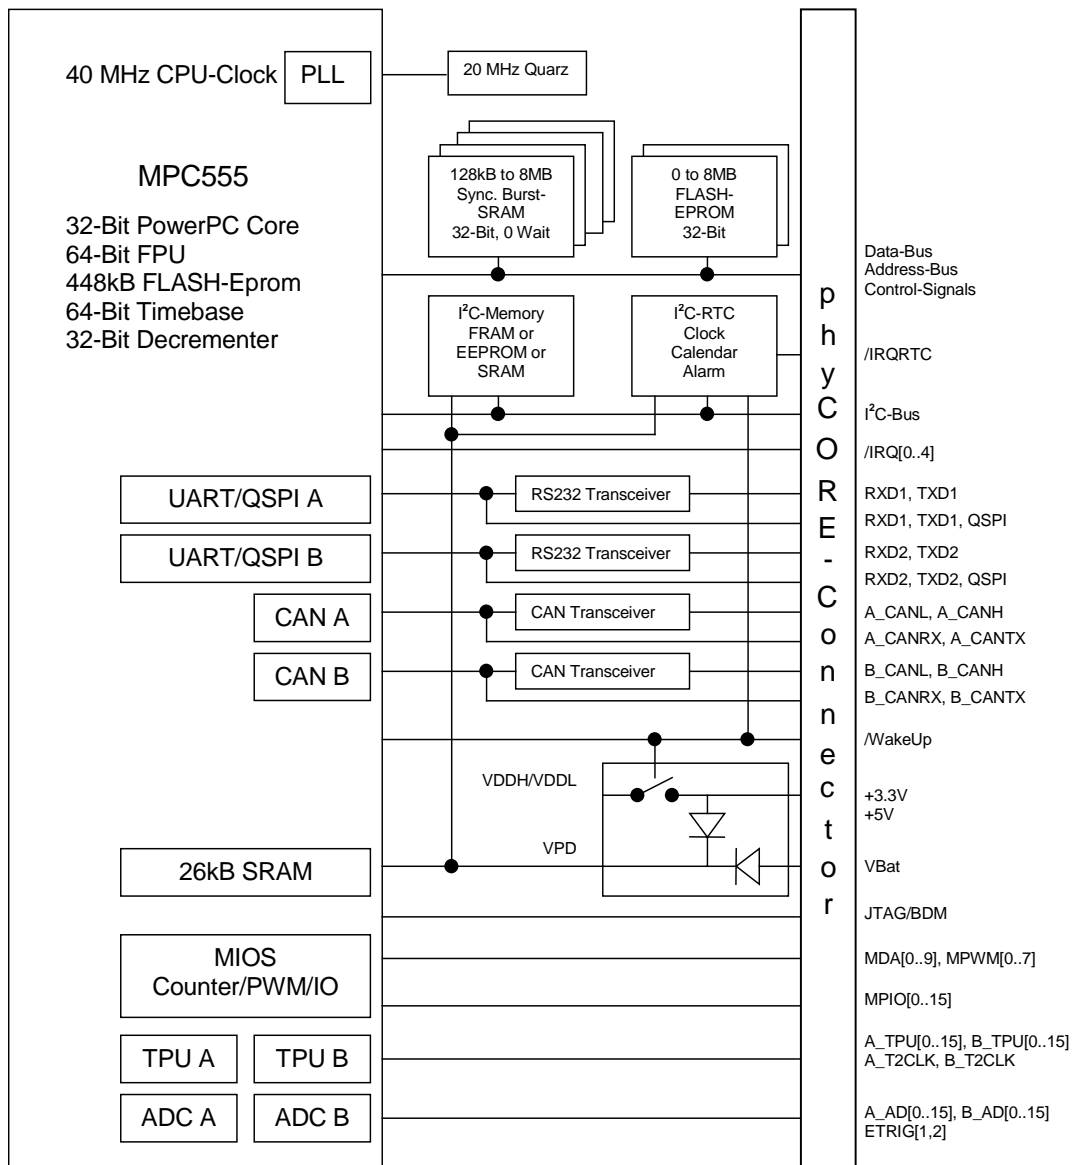 40 MHz CPU-Clock
PLL
20 MHz Quarz
MPC555
32-Bit PowerPC Core
64-Bit FPU
448kB FLASH-Eprom
64-Bit Timebase
32-Bit Decrementer
128kB to 8MB
Sync. Burst-
SRAM
32-Bit, 0 Wait
0 to 8MB
FLASH-
EPROM
32-Bit
Data-Bus
Address-Bus
Control-Signals
I²C-Memory
FRAM or
EEPROM or
SRAM
I²C-RTC
Clock
Calendar
Alarm
/IRQRTC
I²C-Bus
/IRQ[0..4]
phyCORE-Connector
UART/QSPI A
RS232 Transceiver
RXD1, TXD1
RXD1, TXD1, QSPI
UART/QSPI B
RS232 Transceiver
RXD2, TXD2
RXD2, TXD2, QSPI
CAN A
CAN Transceiver
A_CANL, A_CANH
A_CANRX, A_CANTX
CAN B
CAN Transceiver
B_CANL, B_CANH
B_CANRX, B_CANTX
/WakeUp
VDDH/VDDL
+3.3V
+5V
VPD
26kB SRAM
VBat
JTAG/BDM
MIOS
Counter/PWM/IO
MDA[0..9], MPWM[0..7]
MPIO[0..15]
TPU A
TPU B
A_TPU[0..15], B_TPU[0..15]
A_T2CLK, B_T2CLK
ADC A
ADC B
A_AD[0..15], B_AD[0..15]
ETRIG[1,2]